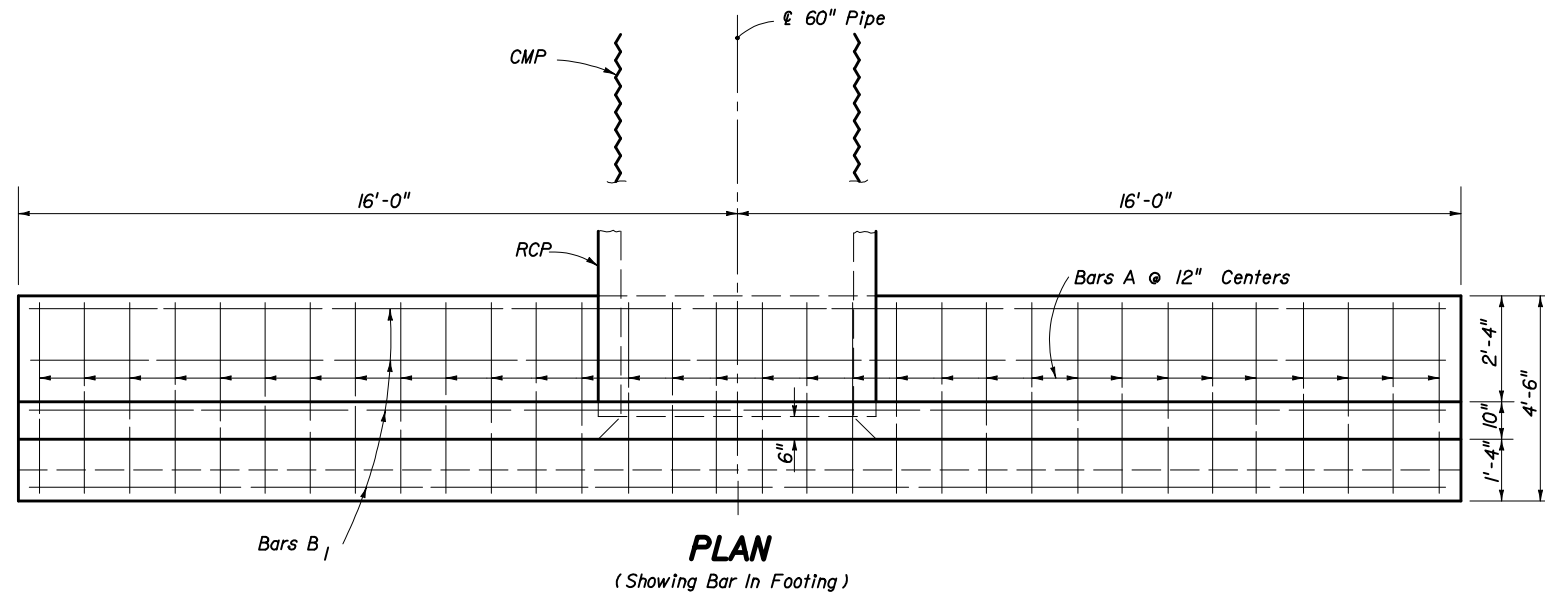 ℄ 60" Pipe
CMP
16'-0"
16'-0"
RCP
Bars A @ 12" Centers
2'-4"
4'-6"
10"
6"
1'-4"
Bars B1
PLAN
(Showing Bar In Footing)